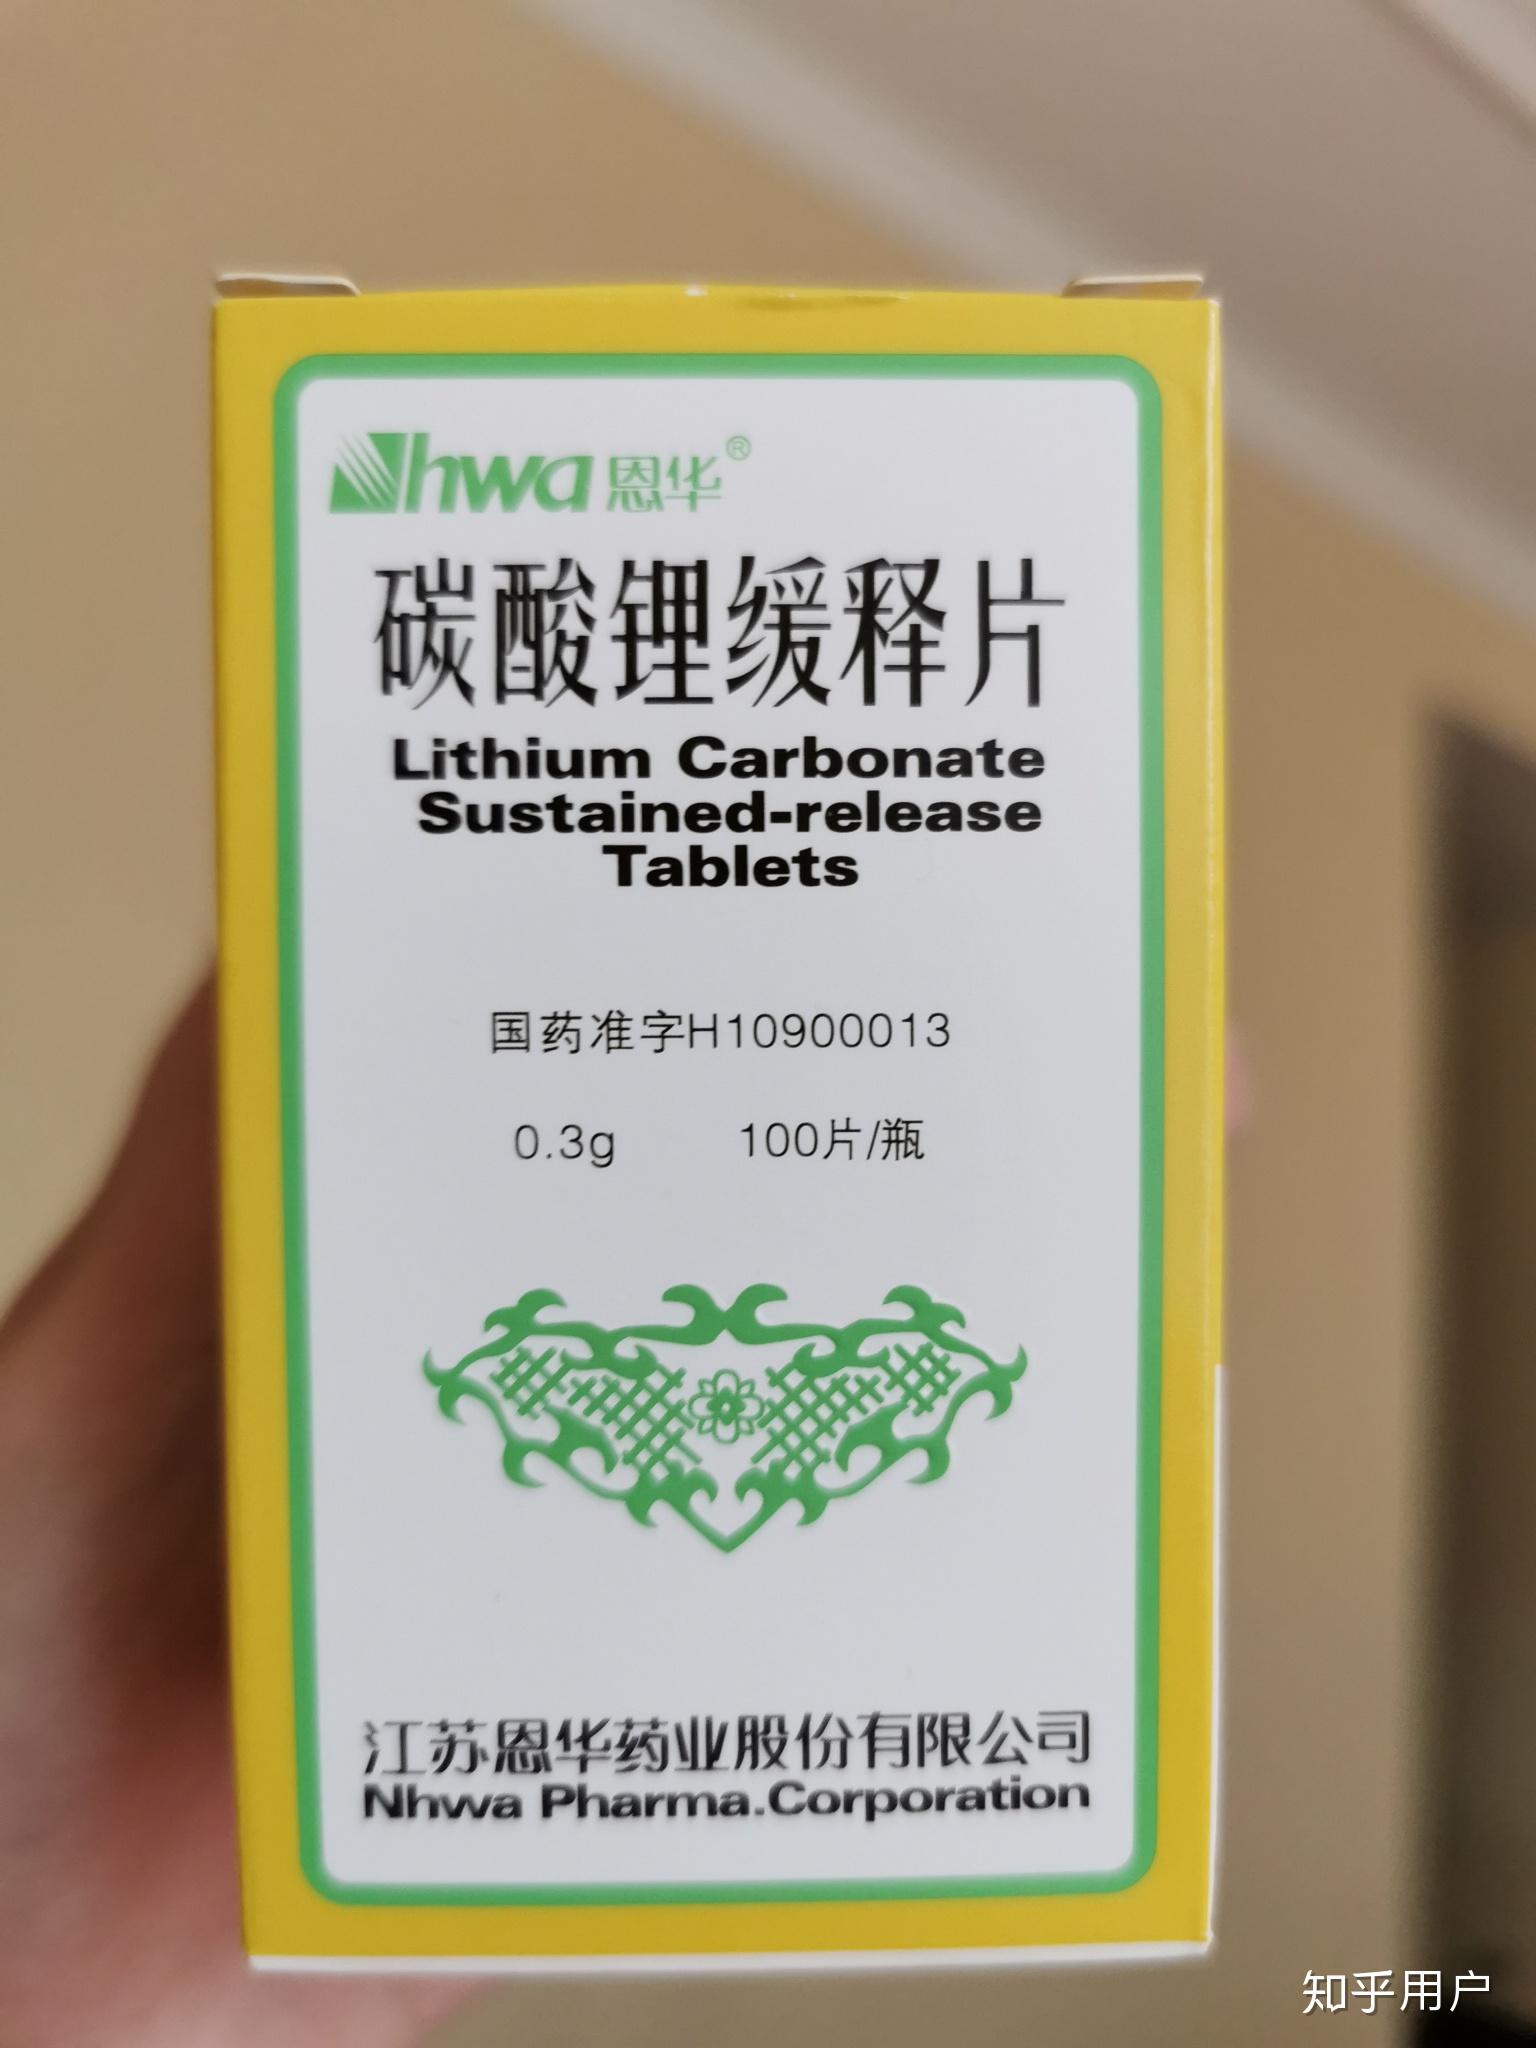 Nhwa 恩华®
碳酸锂缓释片
Lithium Carbonate
Sustained-release
Tablets
国药准字H10900013
0.3g 100片/瓶
江苏恩华药业股份有限公司
Nhwa Pharma.Corporation
知乎用户